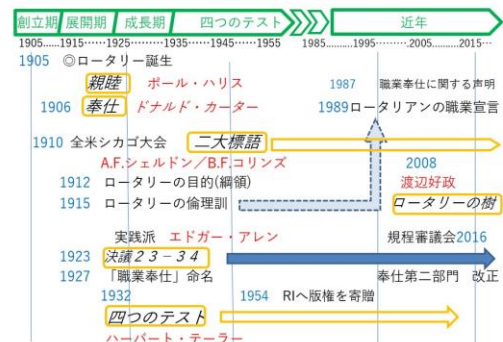 創立期 展開期 成長期 四つのテスト 近年
1905……1915……1925……1935……1945……1955 1985………1995………2005………2015…
1905 ◎ロータリー誕生
親睦 ポール・ハリス 1987 職業奉仕に関する声明
1906 奉仕 ドナルド・カーター 1989ロータリアンの職業宣言
1910 全米シカゴ大会 二大標語
A.F.シェルドン/B.F.コリンズ 2008
1912 ロータリーの目的(綱領) 渡辺好政
1915 ロータリーの倫理訓 ロータリーの樹
実践派 エドガー・アレン 規程審議会2016
1923 決議23-34
1927 「職業奉仕」命名 奉仕第二部門 改正
1932 1954 RIへ版権を寄贈
四つのテスト
ハーバート・テーラー